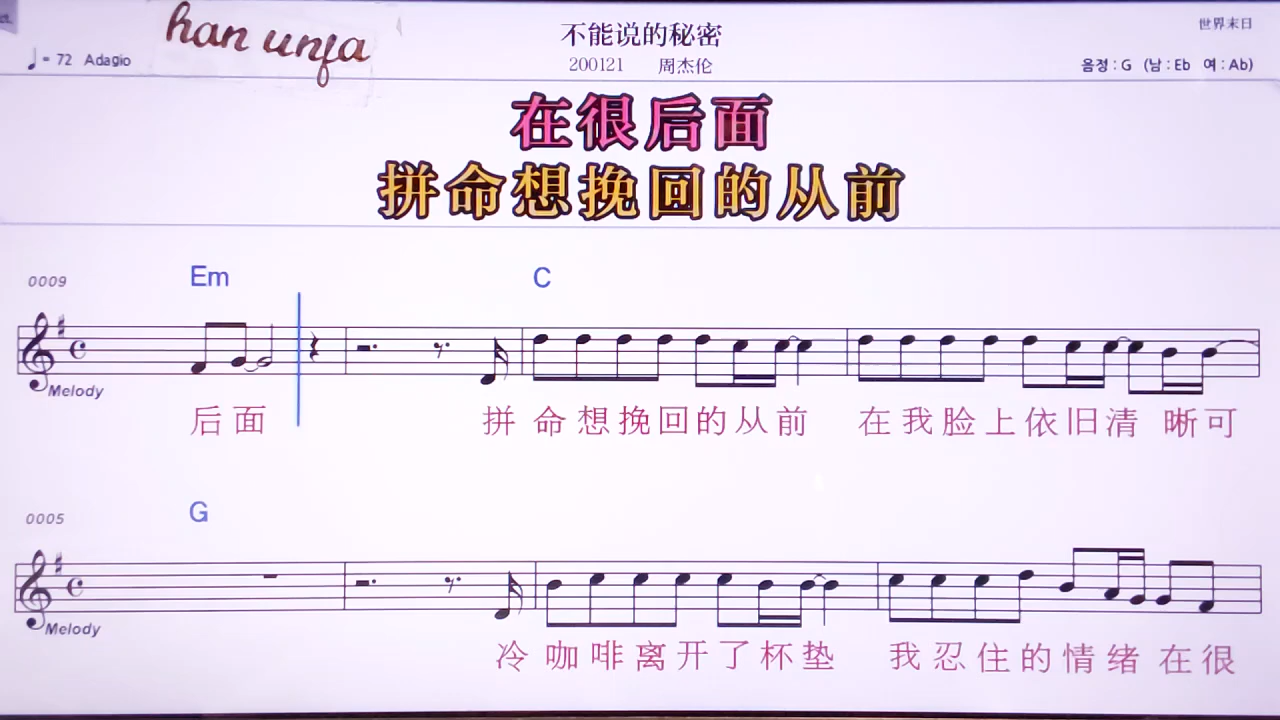 han unja
不能说的秘密
世界末日
♩= 72 Adagio
200121 周杰伦
음정 : G (남 : Eb 여 : Ab)
在很后面
拼命想挽回的从前
0009 Em C
Melody
后面 拼命想挽回的从前 在我脸上依旧清晰可
0005 G
Melody
冷咖啡离开了杯垫 我忍住的情绪在很